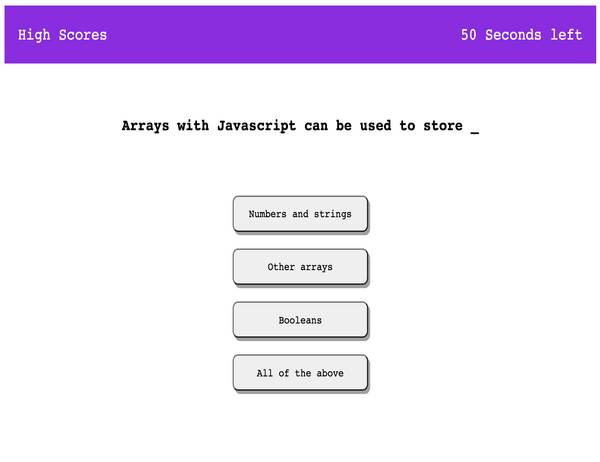 High Scores
50 Seconds left
Arrays with Javascript can be used to store _
Numbers and strings
Other arrays
Booleans
All of the above